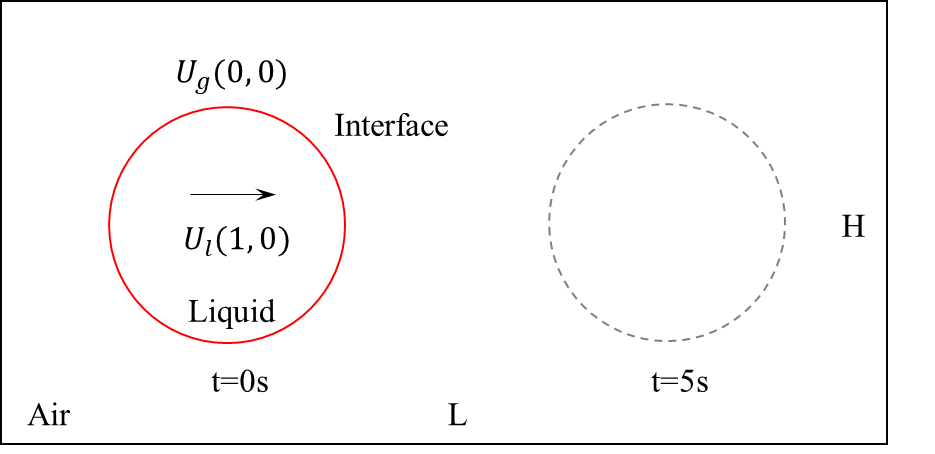 U_g(0,0)
Interface
U_l(1,0)
H
Liquid
t=0s
t=5s
Air
L